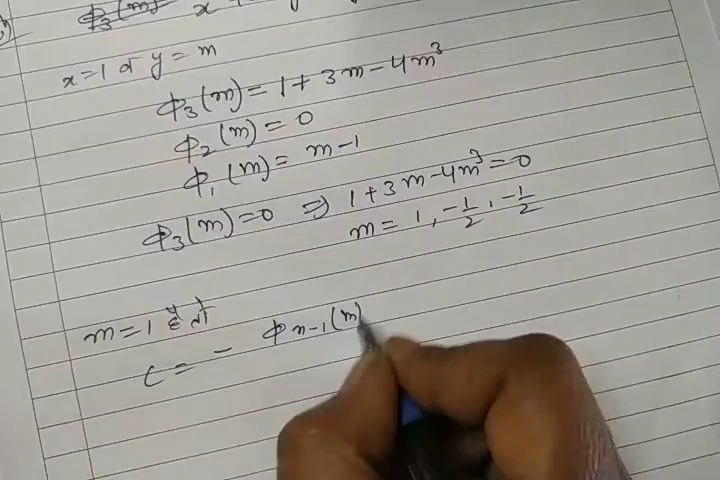 ϕ₃(m) x
x=1 व y=m
ϕ₃(m)=1+3m-4m³
ϕ₂(m)=0
ϕ₁(m)=m-1
ϕ₃(m)=0 ⇒ 1+3m-4m³=0
m=1,-1/2,-1/2
m=1 है तो
c=- ϕn-1(m)